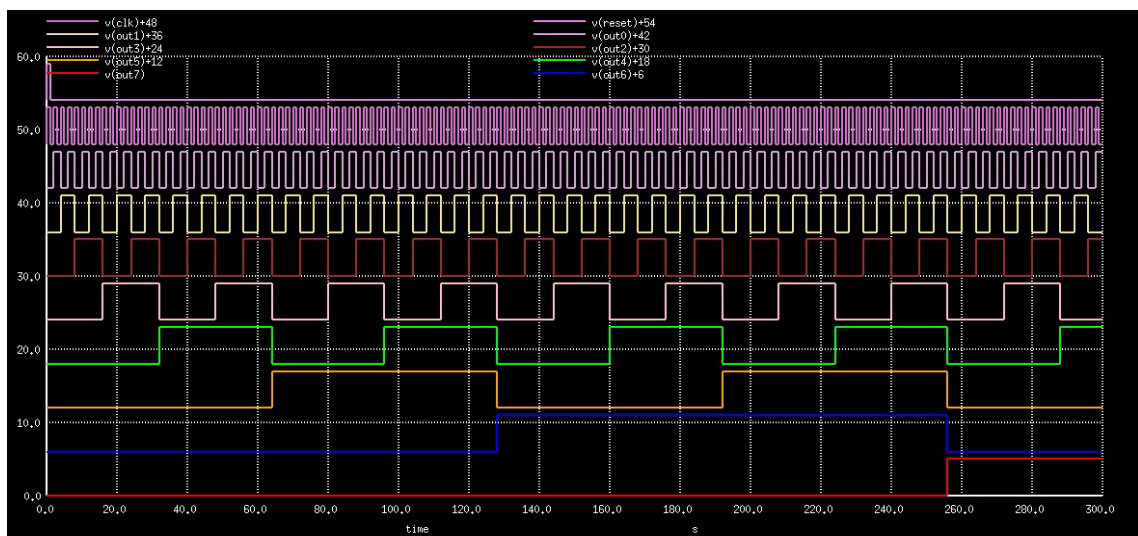 v(clk)+48 v(reset)+54
v(out1)+36 v(out0)+42
v(out3)+24 v(out2)+30
v(out5)+12 v(out4)+18
v(out7) v(out6)+6
60.0
50.0
40.0
30.0
20.0
10.0
0.0
0.0 20.0 40.0 60.0 80.0 100.0 120.0 140.0 160.0 180.0 200.0 220.0 240.0 260.0 280.0 300.0
time s